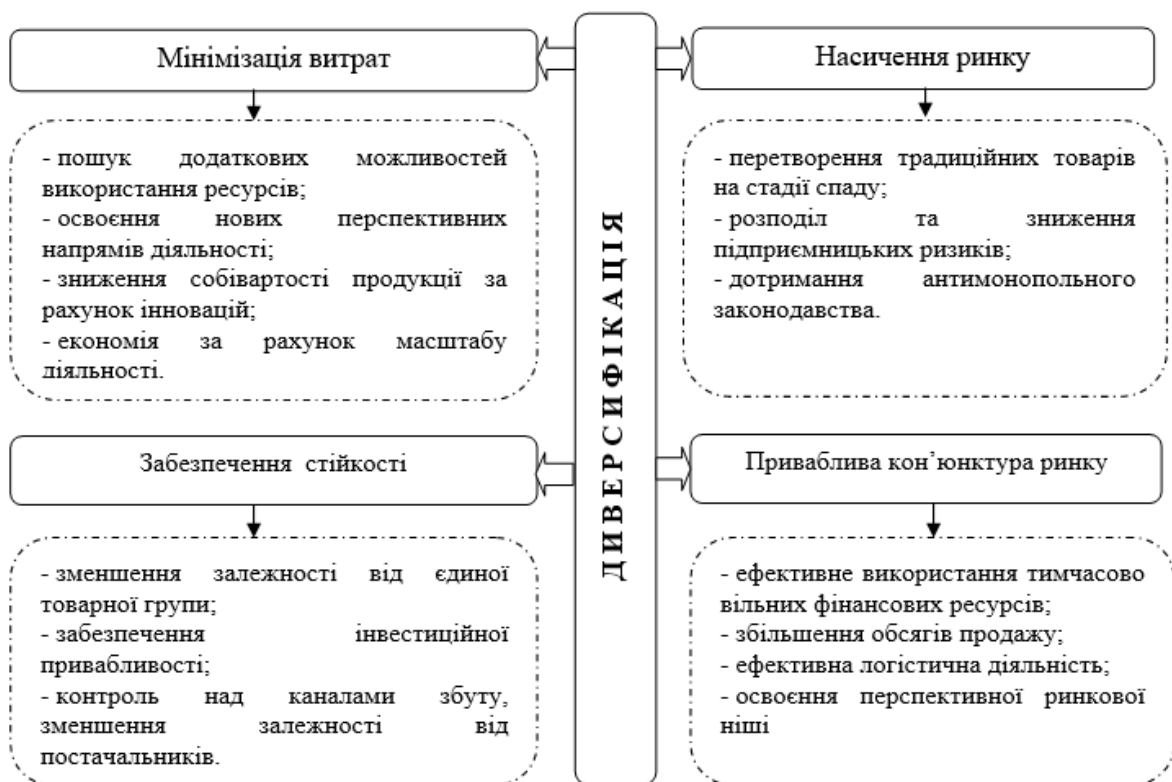 Мінімізація витрат
- пошук додаткових можливостей
використання ресурсів;
- освоєння нових перспективних
напрямів діяльності;
- зниження собівартості продукції за
рахунок інновацій;
- економія за рахунок масштабу
діяльності.
Забезпечення стійкості
- зменшення залежності від єдиної
товарної групи;
- забезпечення інвестиційної
привабливості;
- контроль над каналами збуту,
зменшення залежності від
постачальників.
ДИВЕРСИФІКАЦІЯ
Насичення ринку
- перетворення традиційних товарів
на стадії спаду;
- розподіл та зниження
підприємницьких ризиків;
- дотримання антимонопольного
законодавства.
Приваблива кон’юнктура ринку
- ефективне використання тимчасово
вільних фінансових ресурсів;
- збільшення обсягів продажу;
- ефективна логістична діяльність;
- освоєння перспективної ринкової
ніші